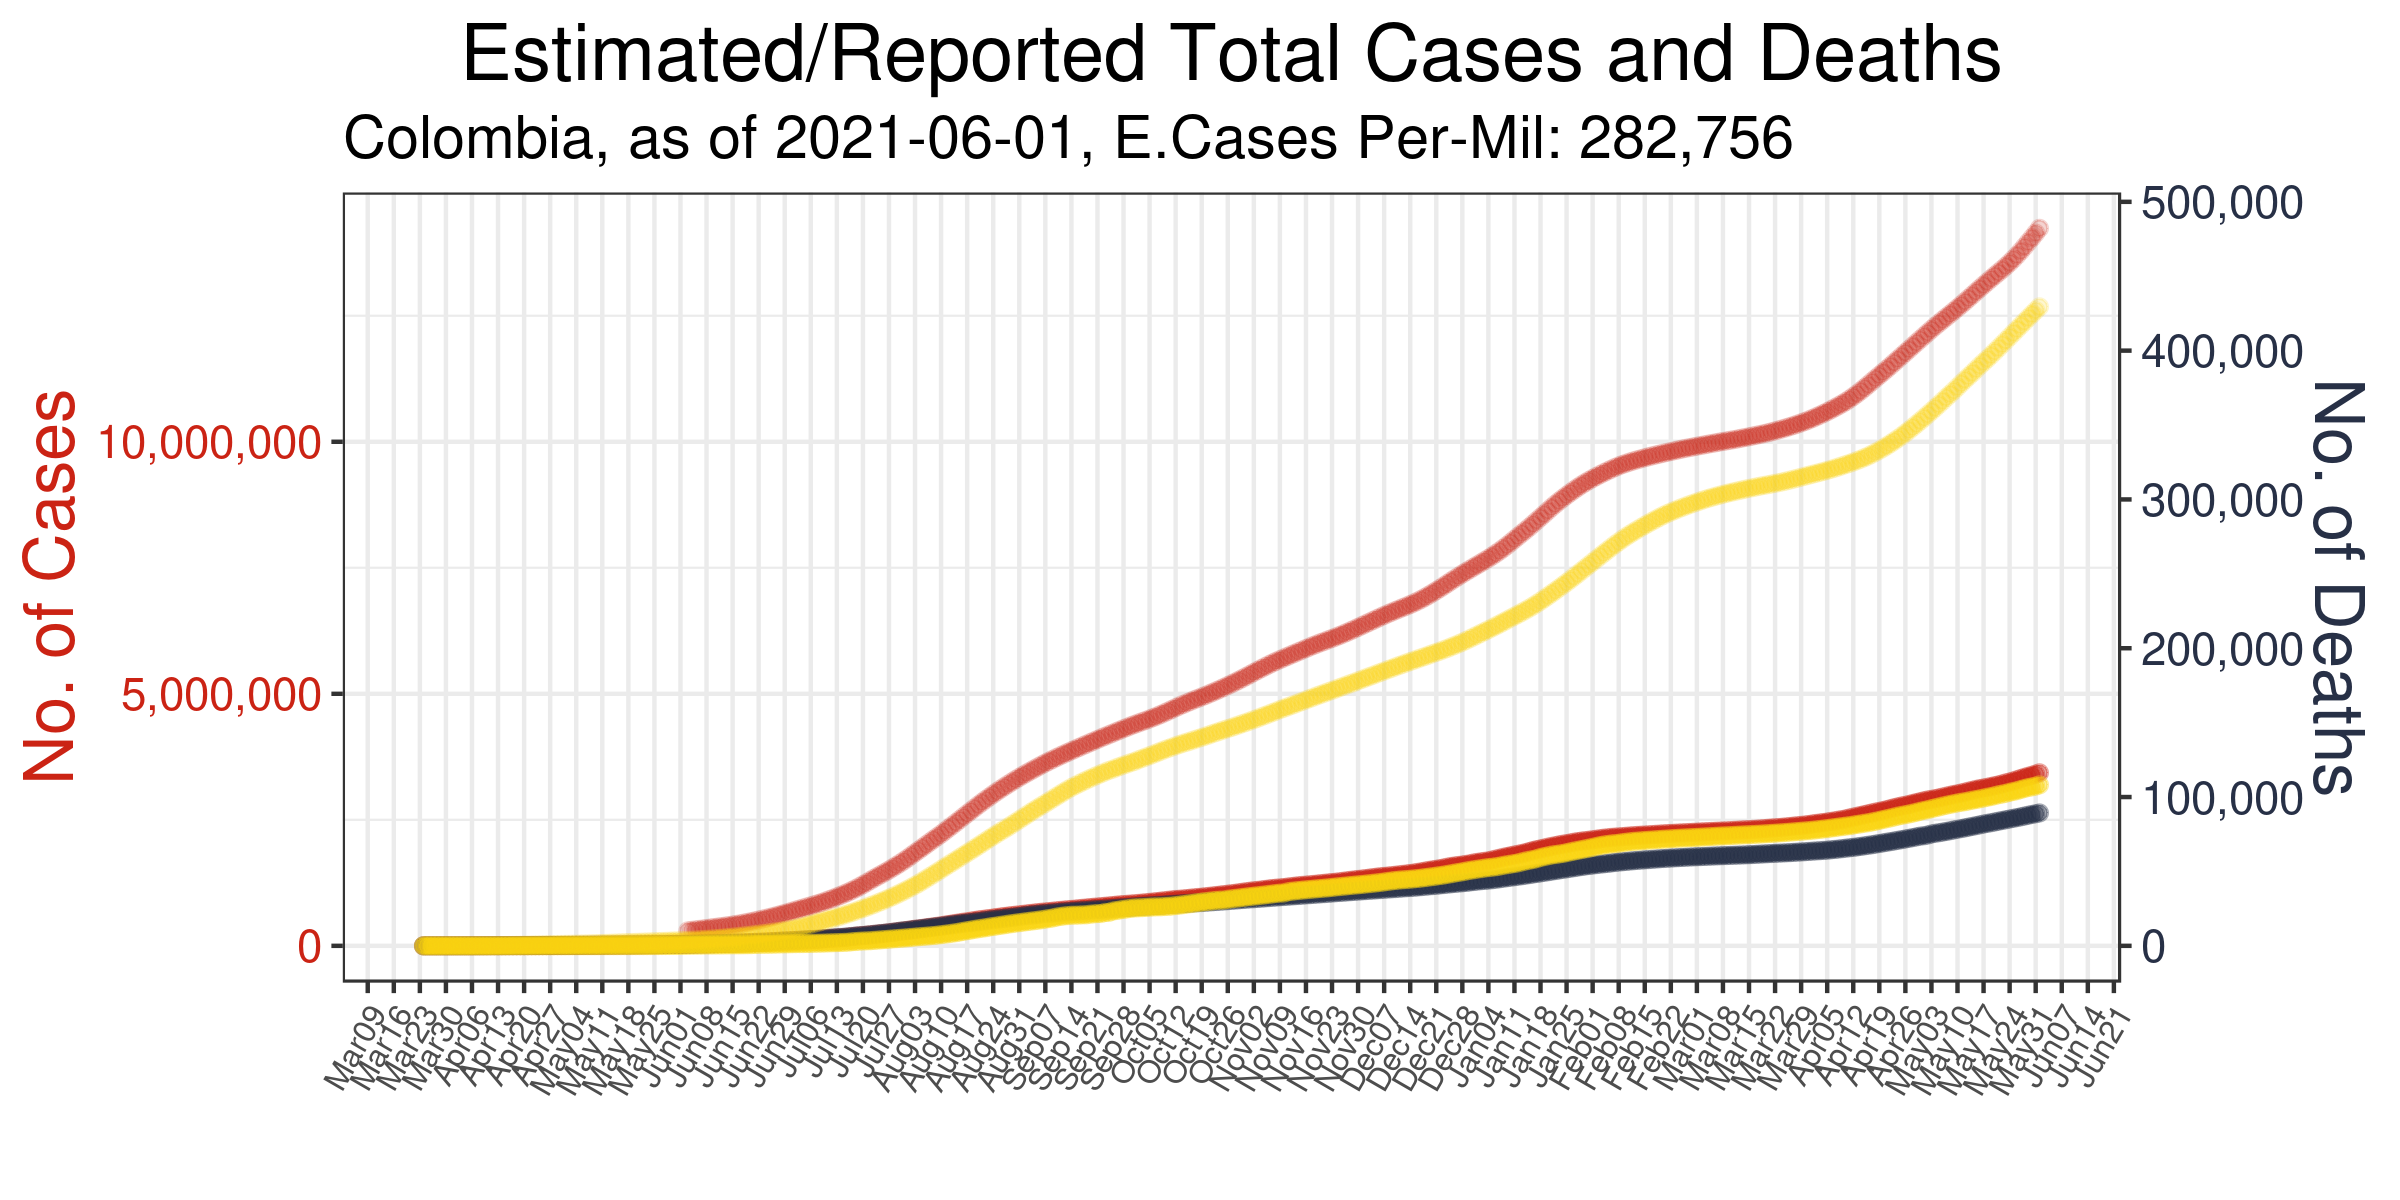 Estimated/Reported Total Cases and Deaths
Colombia, as of 2021-06-01, E.Cases Per-Mil: 282,756
No. of Cases
10,000,000
5,000,000
0
500,000
400,000
300,000
200,000
100,000
0
No. of Deaths
Mar09
Mar16
Mar23
Mar30
Apr06
Apr13
Apr20
Apr27
May04
May11
May18
May25
Jun01
Jun08
Jun15
Jun22
Jun29
Jul06
Jul13
Jul20
Jul27
Aug03
Aug10
Aug17
Aug24
Aug31
Sep07
Sep14
Sep21
Sep28
Oct05
Oct12
Oct19
Oct26
Nov02
Nov09
Nov16
Nov23
Nov30
Dec07
Dec14
Dec21
Dec28
Jan04
Jan11
Jan18
Jan25
Feb01
Feb08
Feb15
Feb22
Mar01
Mar08
Mar15
Mar22
Mar29
Apr05
Apr12
Apr19
Apr26
May03
May10
May17
May24
May31
Jun07
Jun14
Jun21